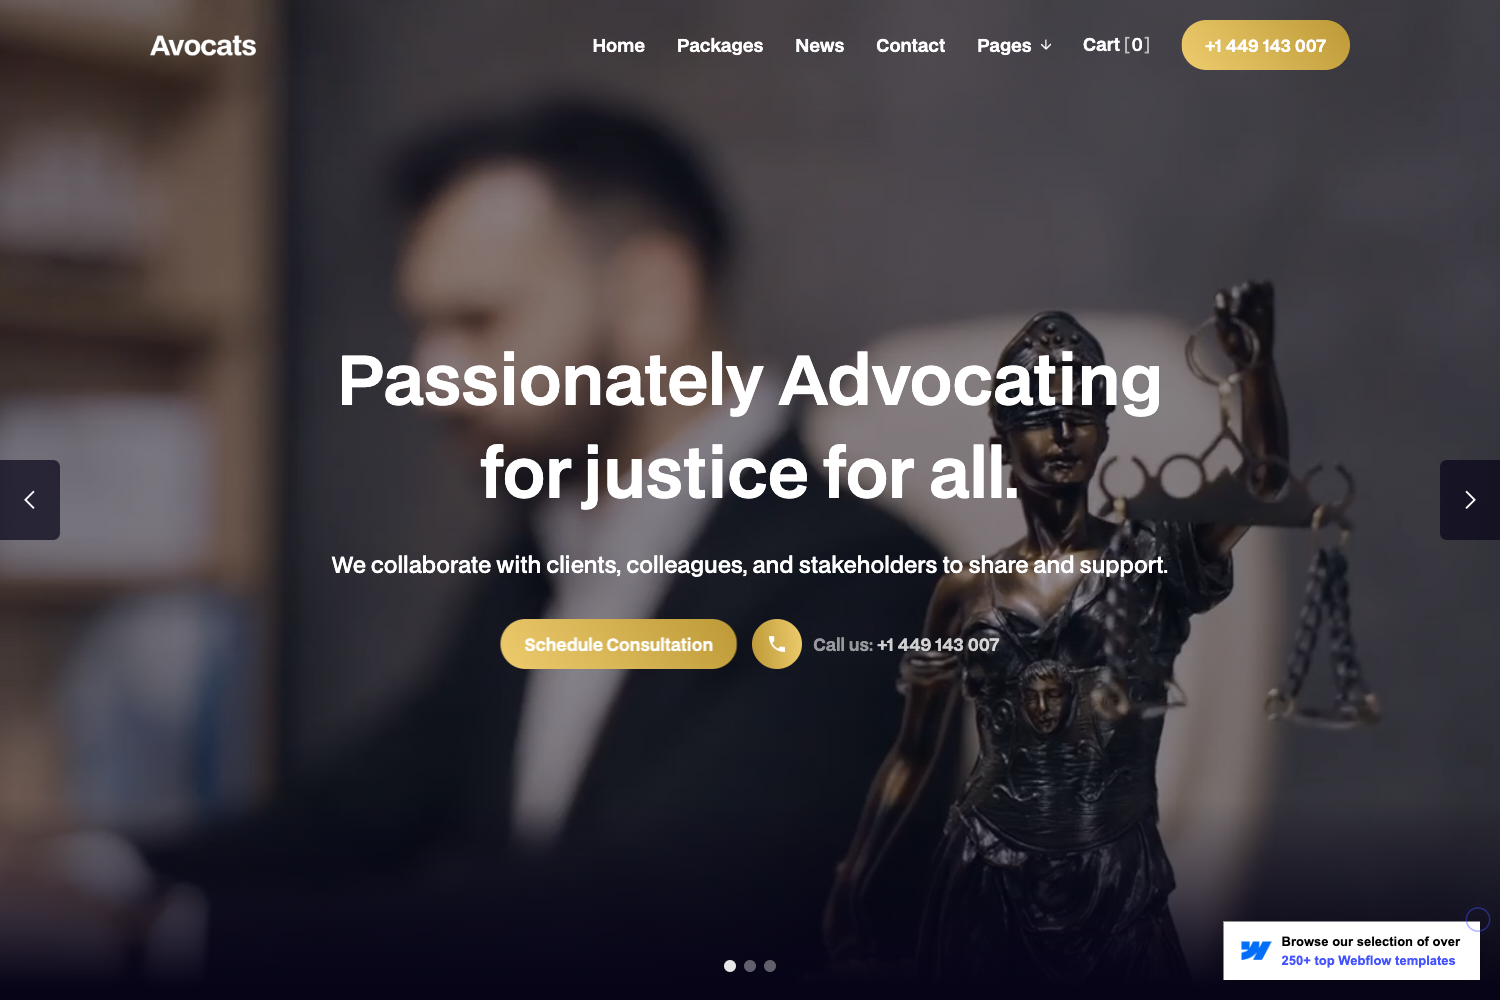 Avocats
Home Packages News Contact Pages Cart [0] +1 449 143 007
Passionately Advocating
for justice for all.
We collaborate with clients, colleagues, and stakeholders to share and support.
Schedule Consultation Call us: +1 449 143 007
Browse our selection of over
250+ top Webflow templates